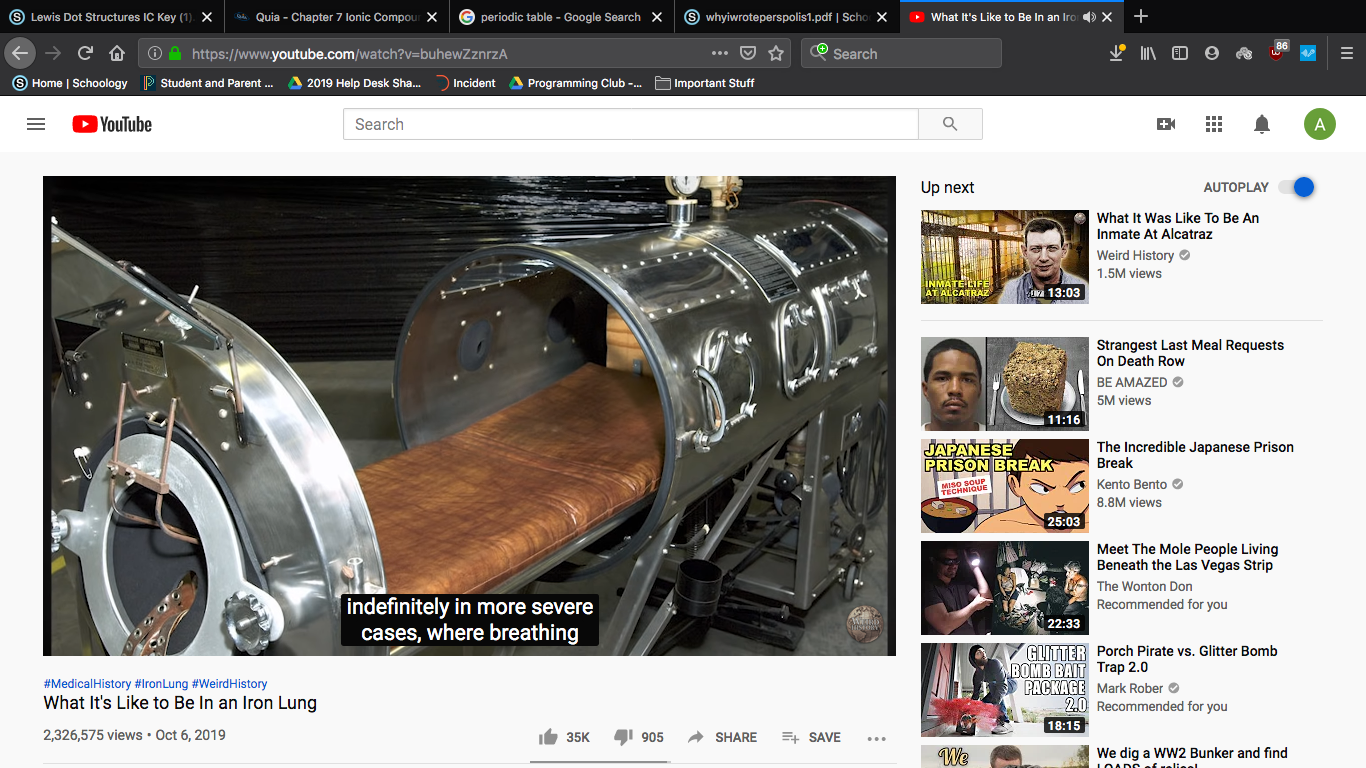 Lewis Dot Structures IC Key (1).
Quia - Chapter 7 Ionic Compou
periodic table - Google Search
whyiwroteperspolis1.pdf | Scho
What It's Like to Be In an Iro
https://www.youtube.com/watch?v=buhewZznrzA
Search
86
Home | Schoology
Student and Parent ...
2019 Help Desk Sha...
Incident
Programming Club -...
Important Stuff
YouTube
Search
A
indefinitely in more severe
cases, where breathing
WEIRD
HISTORY
#MedicalHistory #IronLung #WeirdHistory
What It's Like to Be In an Iron Lung
2,326,575 views • Oct 6, 2019
35K
905
SHARE
SAVE
Up next
AUTOPLAY
INMATE LIFE
AT ALCATRAZ
13:03
What It Was Like To Be An
Inmate At Alcatraz
Weird History
1.5M views
11:16
Strangest Last Meal Requests
On Death Row
BE AMAZED
5M views
JAPANESE
PRISON BREAK
MISO SOUP
TECHNIQUE
25:03
The Incredible Japanese Prison
Break
Kento Bento
8.8M views
22:33
Meet The Mole People Living
Beneath the Las Vegas Strip
The Wonton Don
Recommended for you
GLITTER
BOMB BAIT
PACKAGE
2.0
18:15
Porch Pirate vs. Glitter Bomb
Trap 2.0
Mark Rober
Recommended for you
We
We dig a WW2 Bunker and find
LOADS of relics!